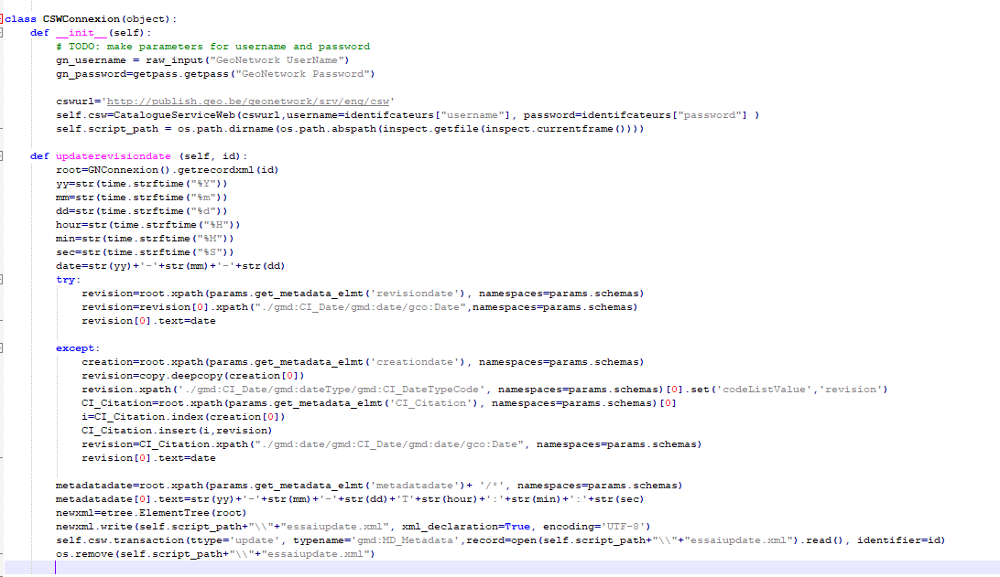 class CSWConnexion(object):
    def __init__(self):
        # TODO: make parameters for username and password
        gn_username = raw_input("GeoNetwork UserName")
        gn_password=getpass.getpass("GeoNetwork Password")

        cswurl='http://publish.geo.be/geonetwork/srv/eng/csw'
        self.csw=CatalogueServiceWeb(cswurl,username=identifcateurs["username"], password=identifcateurs["password"] )
        self.script_path = os.path.dirname(os.path.abspath(inspect.getfile(inspect.currentframe())))

    def updaterevisiondate (self, id):
        root=GNConnexion().getrecordxml(id)
        yy=str(time.strftime("%Y"))
        mm=str(time.strftime("%m"))
        dd=str(time.strftime("%d"))
        hour=str(time.strftime("%H"))
        min=str(time.strftime("%M"))
        sec=str(time.strftime("%S"))
        date=str(yy)+'-'+str(mm)+'-'+str(dd)
        try:
            revision=root.xpath(params.get_metadata_elmt('revisiondate'), namespaces=params.schemas)
            revision=revision[0].xpath("./gmd:CI_Date/gmd:date/gco:Date",namespaces=params.schemas)
            revision[0].text=date

        except:
            creation=root.xpath(params.get_metadata_elmt('creationdate'), namespaces=params.schemas)
            revision=copy.deepcopy(creation[0])
            revision.xpath('./gmd:CI_Date/gmd:dateType/gmd:CI_DateTypeCode', namespaces=params.schemas)[0].set('codeListValue','revision')
            CI_Citation=root.xpath(params.get_metadata_elmt('CI_Citation'), namespaces=params.schemas)[0]
            i=CI_Citation.index(creation[0])
            CI_Citation.insert(i,revision)
            revision=CI_Citation.xpath("./gmd:date/gmd:CI_Date/gmd:date/gco:Date", namespaces=params.schemas)
            revision[0].text=date

        metadatadate=root.xpath(params.get_metadata_elmt('metadatadate')+ '/*', namespaces=params.schemas)
        metadatadate[0].text=str(yy)+'-'+str(mm)+'-'+str(dd)+'T'+str(hour)+':'+str(min)+':'+str(sec)
        newxml=etree.ElementTree(root)
        newxml.write(self.script_path+"\\"+"essaiupdate.xml", xml_declaration=True, encoding='UTF-8')
        self.csw.transaction(ttype='update', typename='gmd:MD_Metadata',record=open(self.script_path+"\\"+"essaiupdate.xml").read(), identifier=id)
        os.remove(self.script_path+"\\"+"essaiupdate.xml")